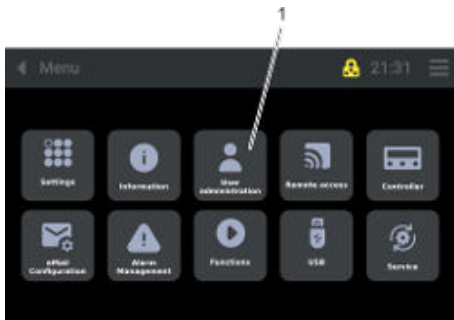 1
Menu
21:31
Settings
Information
User
administration
Remote access
Controller
eMail
Configuration
Alarm
Management
Functions
USB
Service